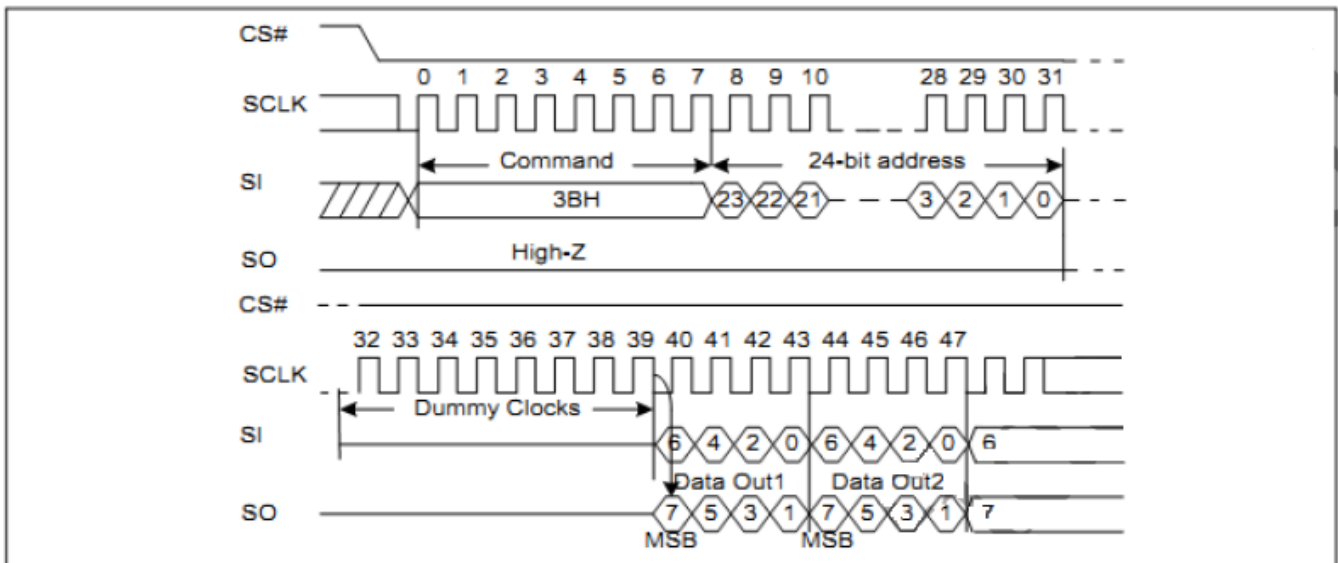 CS#
0 1 2 3 4 5 6 7 8 9 10 28 29 30 31
SCLK
Command 24-bit address
SI
3BH 23 22 21 3 2 1 0
High-Z
SO
CS#
32 33 34 35 36 37 38 39 40 41 42 43 44 45 46 47
SCLK
Dummy Clocks
SI
6 4 2 0 6 4 2 0 6
Data Out1 Data Out2
SO
7 5 3 1 7 5 3 1 7
MSB MSB